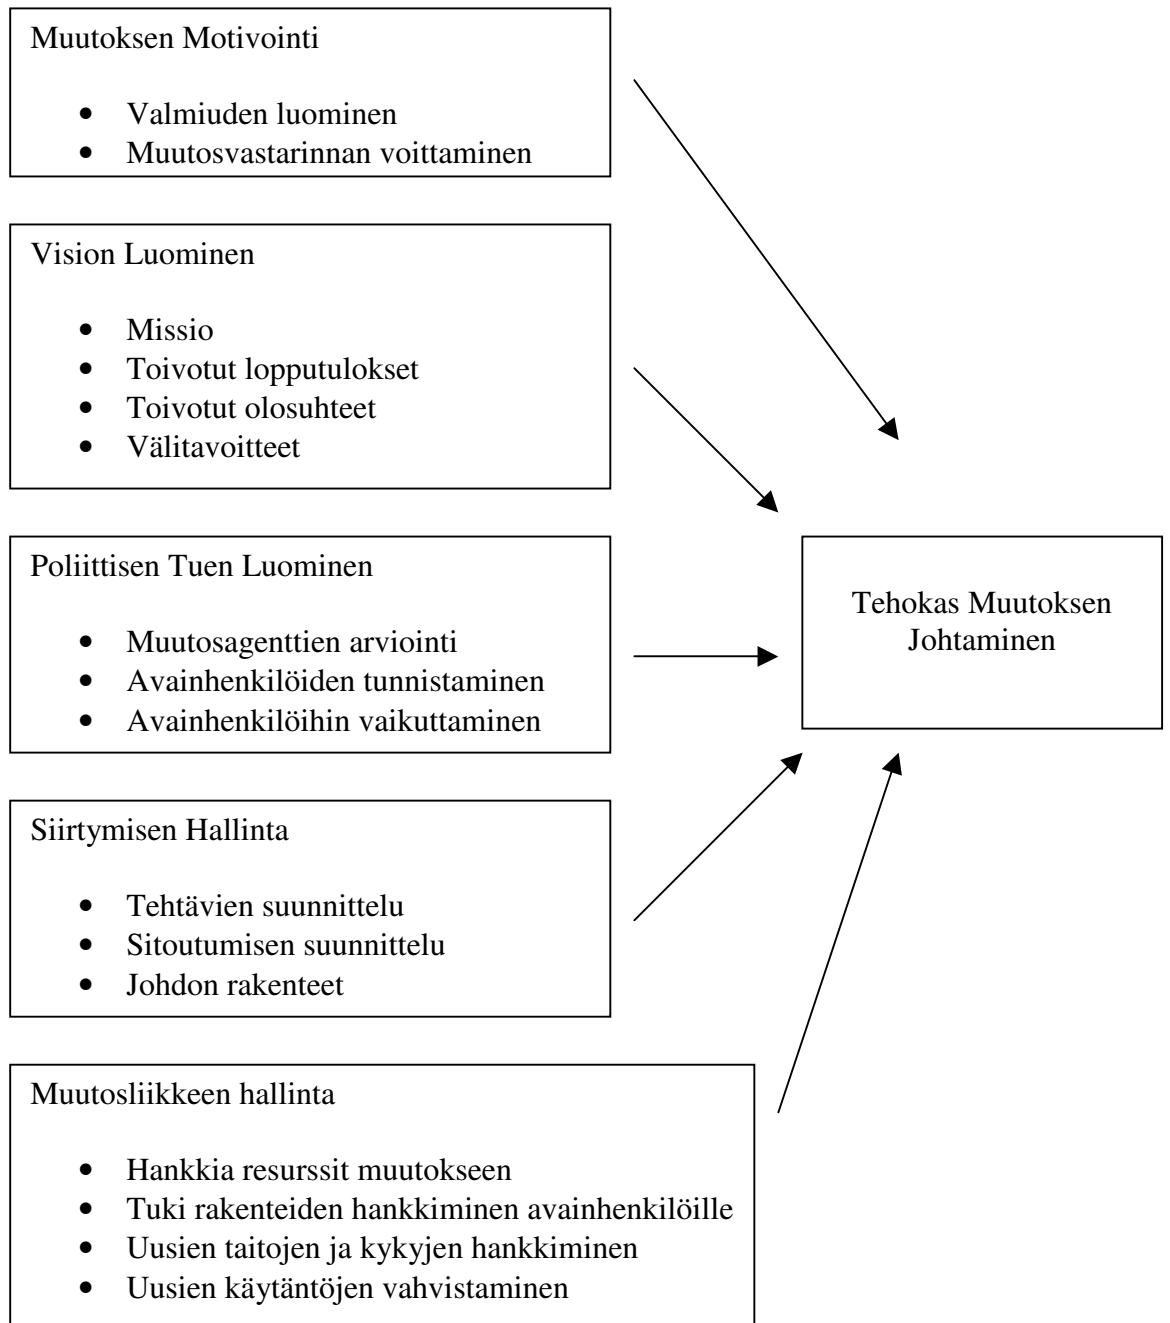 Muutoksen Motivointi
• Valmiuden luominen
• Muutosvastarinnan voittaminen
Vision Luominen
• Missio
• Toivotut lopputulokset
• Toivotut olosuhteet
• Välitavoitteet
Poliittisen Tuen Luominen
• Muutosagenttien arviointi
• Avainhenkilöiden tunnistaminen
• Avainhenkilöihin vaikuttaminen
Siirtymisen Hallinta
• Tehtävien suunnittelu
• Sitoutumisen suunnittelu
• Johdon rakenteet
Muutosliikkeen hallinta
• Hankkia resurssit muutokseen
• Tuki rakenteiden hankkiminen avainhenkilöille
• Uusien taitojen ja kykyjen hankkiminen
• Uusien käytäntöjen vahvistaminen
Tehokas Muutoksen
Johtaminen